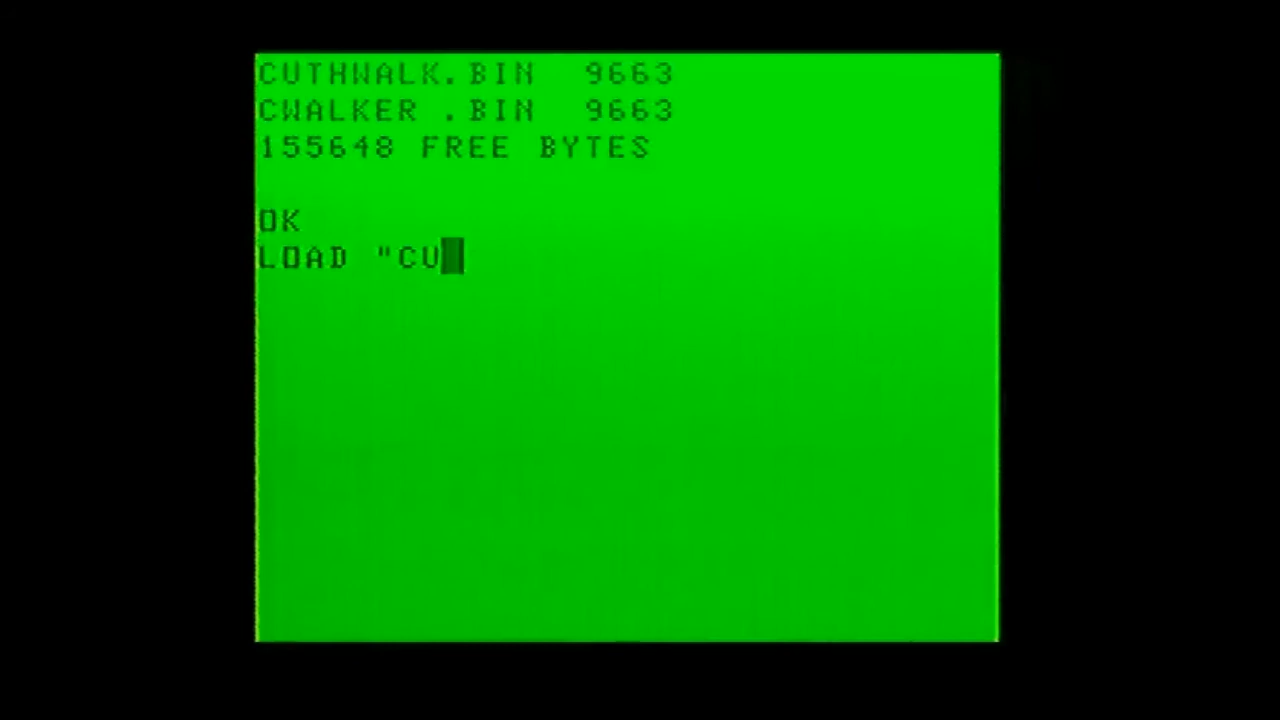 CUTHWALK.BIN  9663
CWALKER .BIN  9663
155648 FREE BYTES
OK
LOAD "CU